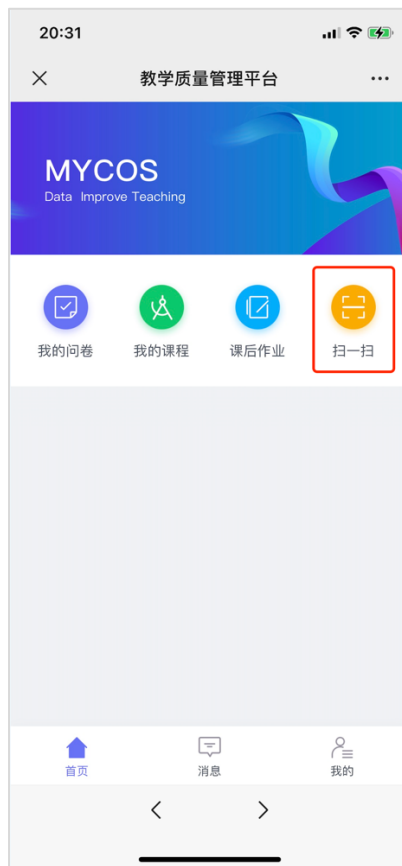 20:31
教学质量管理平台
MYCOS
Data Improve Teaching
我的问卷
我的课程
课后作业
扫一扫
首页
消息
我的